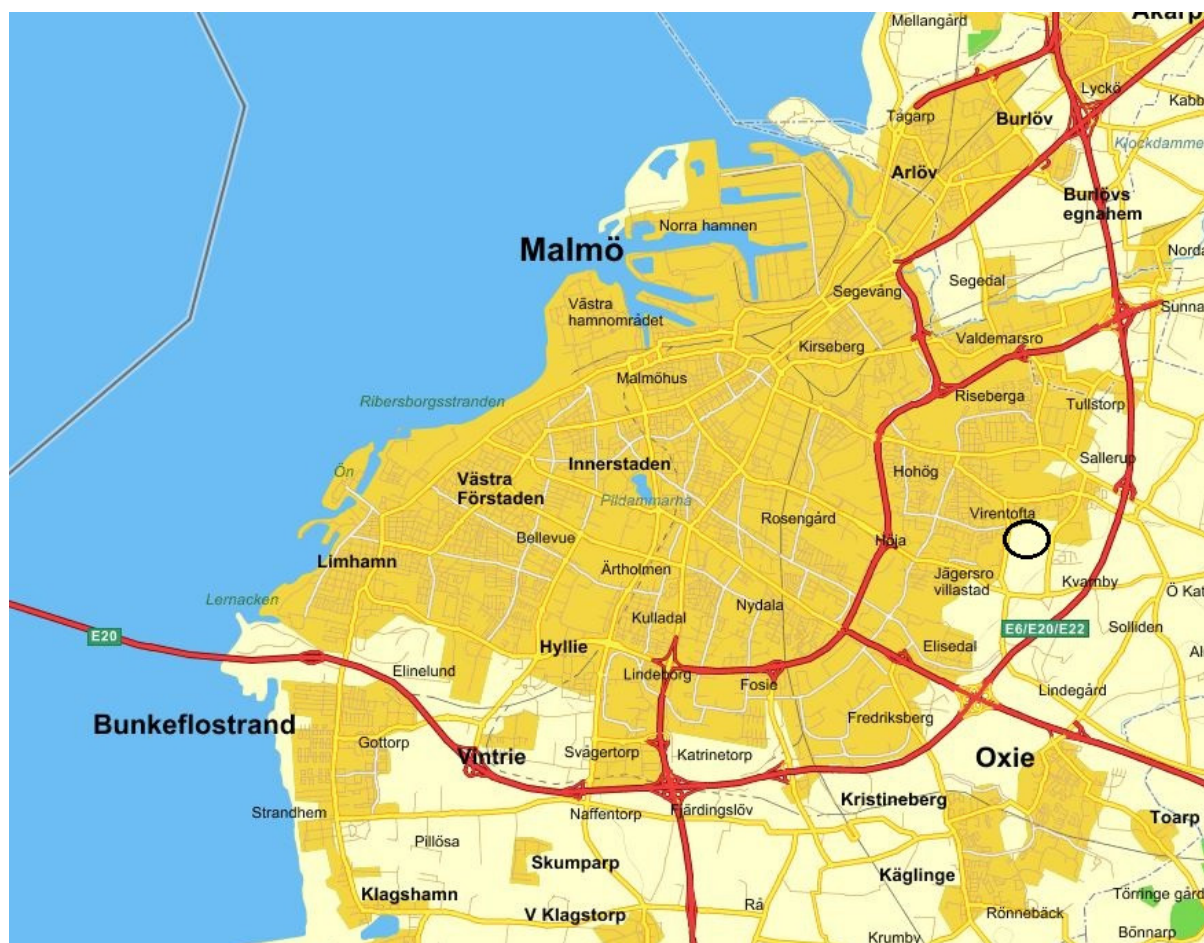 Mellangård
Åkarp
Lyckö
Kabb
Tågarp
Burlöv
Klockdamme
Arlöv
Burlövs
egnahem
Norra hamnen
Malmö
Norda
Segedal
Segevång
Västra
hamnområdet
Sunna
Valdemarsro
Kirseberg
Malmöhus
Riseberga
Ribersborgsstranden
Tullstorp
Sallerup
Innerstaden
Hohög
Ön
Västra
Förstaden
Pildammarna
Virentofta
Rosengård
Bellevue
Höja
Limhamn
Ärtholmen
Jägersro
villastad
Kvarnby
Ö Kat
Lernacken
Nydala
Kulladal
E20
E6/E20/E22
Solliden
Hyllie
Elisedal
Al
Elinelund
Lindeborg
Fosie
Lindegård
Bunkeflostrand
Fredriksberg
Gottorp
Vintrie
Svågertorp
Katrinetorp
Oxie
Kristineberg
Strandhem
Naffentorp
Fjärdingslöv
Toarp
Pillösa
Skumparp
Käglinge
Klagshamn
Törringe gård
Rå
V Klagstorp
Rönnebäck
Bönnarp
Krumby